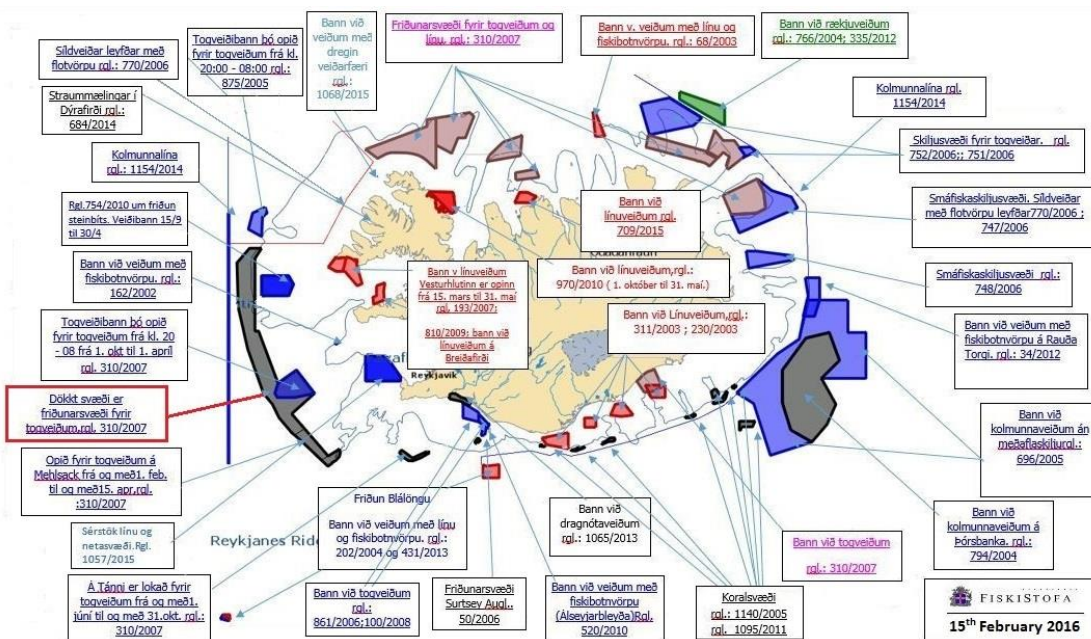 Síldveiðar leyfðar með
flotvörpu rgl.: 770/2006
Togveiðibann þó opið
fyrir togveiðum frá kl.
20:00 - 08:00 rgl.:
875/2005
Bann við
veiðum með
dregin
veiðarfæri
rgl.:
1068/2015
Friðunarsvæði fyrir togveiðum og
línu. rgl.: 310/2007
Bann v. veiðum með línu og
fiskibotnvörpu. rgl.: 68/2003
Bann við rækjuveiðum
rgl.: 766/2004; 335/2012
Straummælingar í
Dýrafirði rgl.:
684/2014
Kolmunnalína
rgl.: 1154/2014
Rgl.754/2010 um friðun
steinbíts. Veiðibann 15/9
til 30/4
Bann við veiðum með
fiskibotnvörpu. rgl.:
162/2002
Togveiðibann þó opið
fyrir togveiðum frá kl. 20
- 08 frá 1. okt til 1. apríl
rgl. 310/2007
Dökkt svæði er
friðunarsvæði fyrir
togveiðum,rgl. 310/2007
Opið fyrir togveiðum á
Mehlsack frá og með1. feb.
til og með15. apr,rgl.
:310/2007
Sérstök línu og
netasvæði.Rgl.
1057/2015
Á Tánni er lokað fyrir
togveiðum frá og með1.
júní til og með 31.okt. rgl.:
310/2007
Kolmunnalína rgl.
1154/2014
Skiljusvæði fyrir togveiðar. rgl.
752/2006;; 751/2006
Smáfiskaskiljusvæði. Síldveiðar
með flotvörpu leyfðar770/2006 ;
747/2006
Smáfiskaskiljusvæði rgl.:
748/2006
Bann við veiðum með
fiskibotnvörpu á Rauða
Torgi. rgl.: 34/2012
Bann við
kolmunnaveiðum án
meðaflaskiljurgl.:
696/2005
Bann við
kolmunnaveiðum á
Þórsbanka. rgl.:
794/2004
Bann við
línuveiðum rgl.
709/2015
Bann v línuveiðum
Vesturhlutinn er opinn
frá 15. mars til 31. maí
rgl. 193/2007;
810/2009; bann við
línuveiðum á
Breiðafirði
Bann við línuveiðum,rgl.:
970/2010 ( 1. október til 31. maí.)
Bann við Línuveiðum,rgl.:
311/2003 ; 230/2003
Reykjavik
Reykjanes Ridge
Friðun Blálöngu
Bann við veiðum með línu
og fiskibotnvörpu. rgl.:
202/2004 og 431/2013
Bann við
dragnótaveiðum
rgl.: 1065/2013
Bann við togveiðum
rgl.: 310/2007
Bann við togveiðum
rgl.:
861/2006;100/2008
Friðunarsvæði
Surtsey Augl..
50/2006
Bann við veiðum með
fiskibotnvörpu
(Álseyjarbleyða)Rgl.
520/2010
Koralsvæði
rgl.: 1140/2005
rgl. 1095/2011
FISKISTOFA
15th February 2016